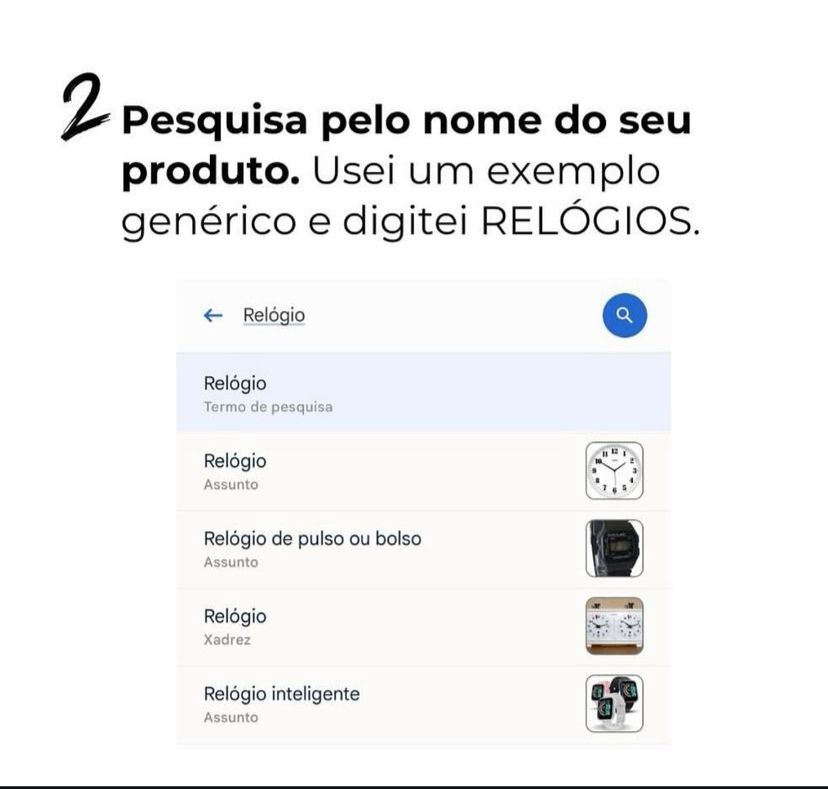 2
Pesquisa pelo nome do seu
produto. Usei um exemplo
genérico e digitei RELÓGIOS.
Relógio
Relógio
Termo de pesquisa
Relógio
Assunto
Relógio de pulso ou bolso
Assunto
Relógio
Xadrez
Relógio inteligente
Assunto